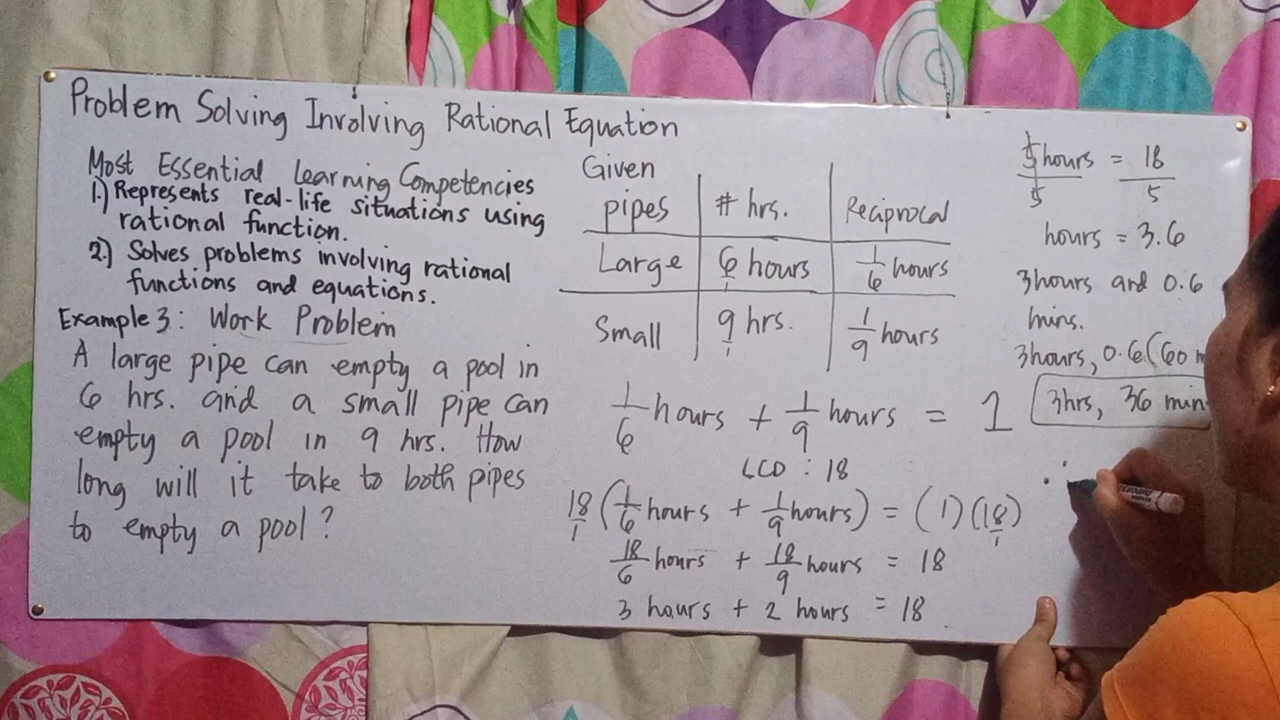 Problem Solving Involving Rational Equation
Most Essential Learning Competencies
1.) Represents real-life situations using
rational function.
2.) Solves problems involving rational
functions and equations.
Example 3: Work Problem
A large pipe can empty a pool in
6 hrs. and a small pipe can
empty a pool in 9 hrs. How
long will it take to both pipes
to empty a pool?
Given
pipes # hrs. Reciprocal
Large 6/1 hours 1/6 hours
Small 9/1 hrs. 1/9 hours
1/6 hours + 1/9 hours = 1
LCD : 18
18/1 (1/6 hours + 1/9 hours) = (1)(18/1)
18/6 hours + 18/9 hours = 18
3 hours + 2 hours = 18
5 hours/5 = 18/5
hours = 3.6
3hours and 0.6
mins.
3hours, 0.6(60
3hrs, 36 min